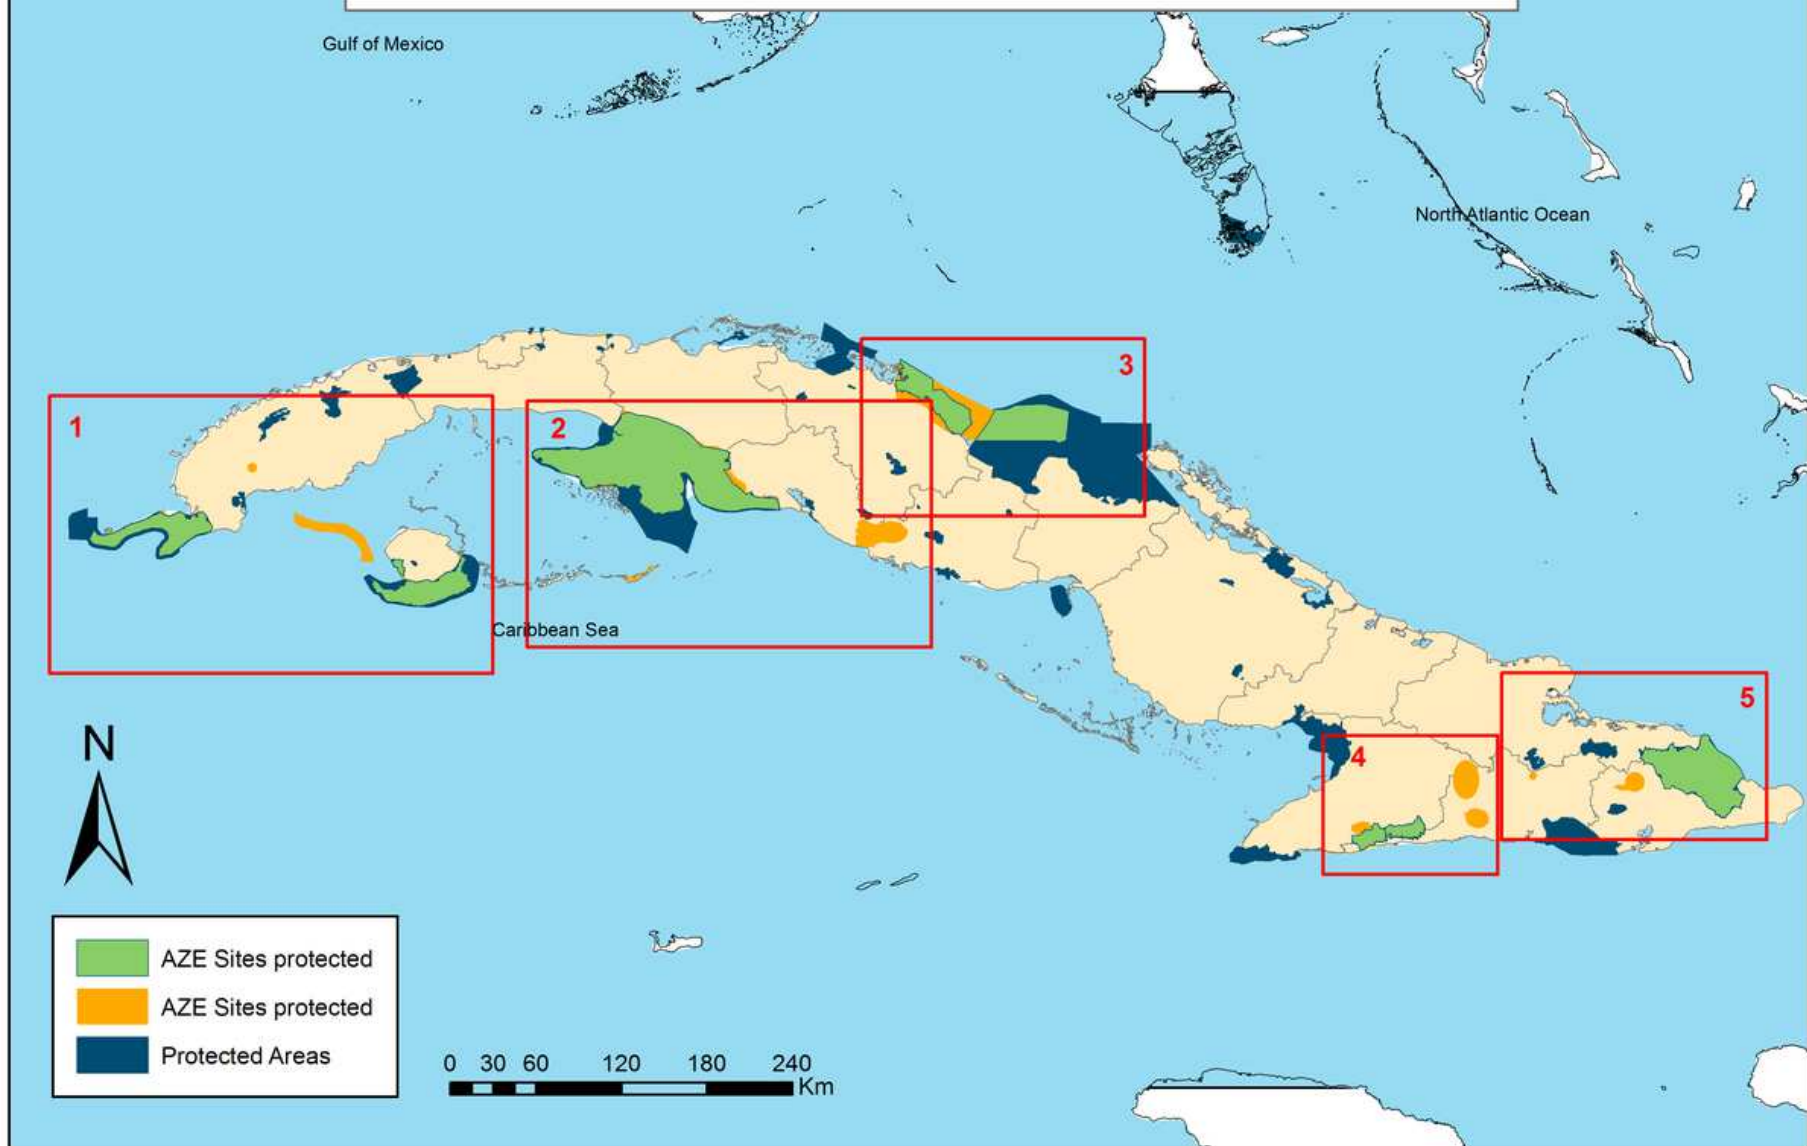 Gulf of Mexico
North Atlantic Ocean
3
1
2
Caribbean Sea
5
N
4
AZE Sites protected
AZE Sites protected
Protected Areas
0 30 60 120 180 240
Km